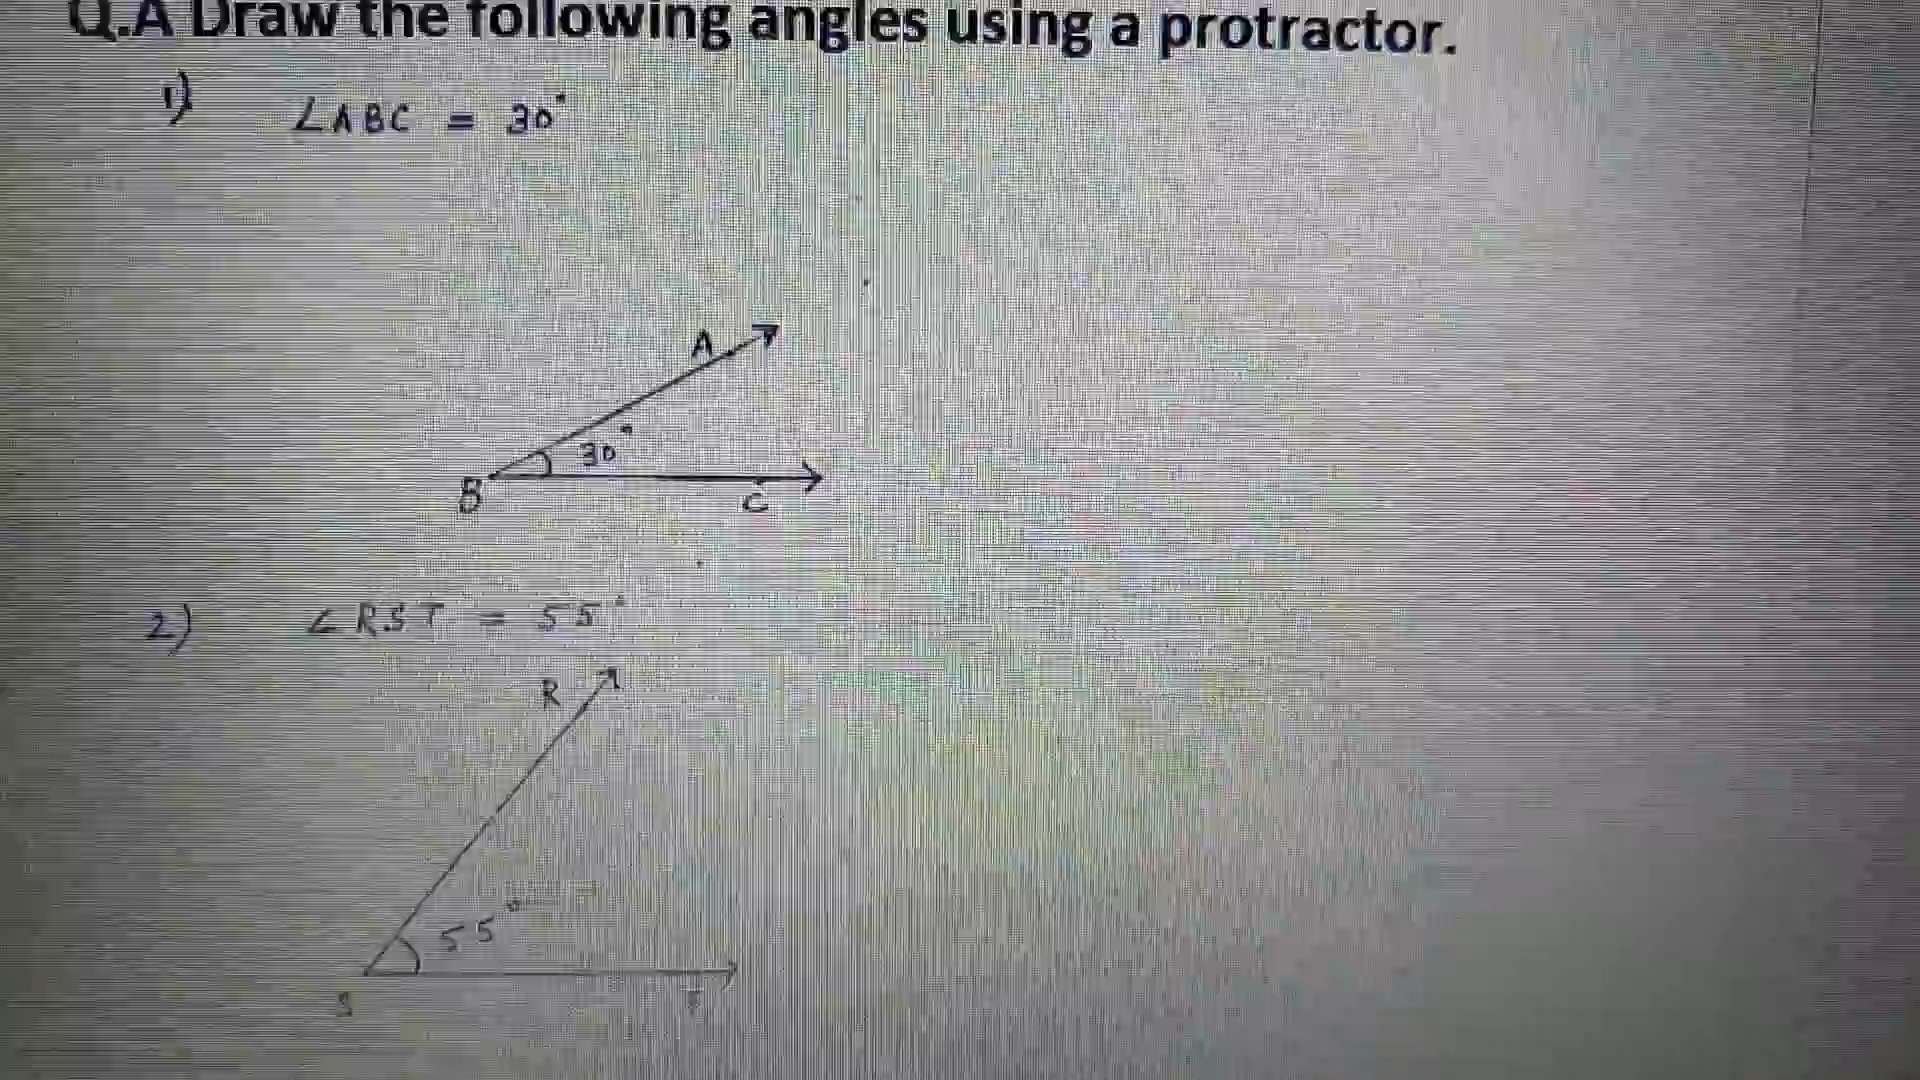 Q.A Draw the following angles using a protractor.
1) ∠ABC = 30°
A
30°
B
C
2) ∠RST = 55°
R
55°
S
T